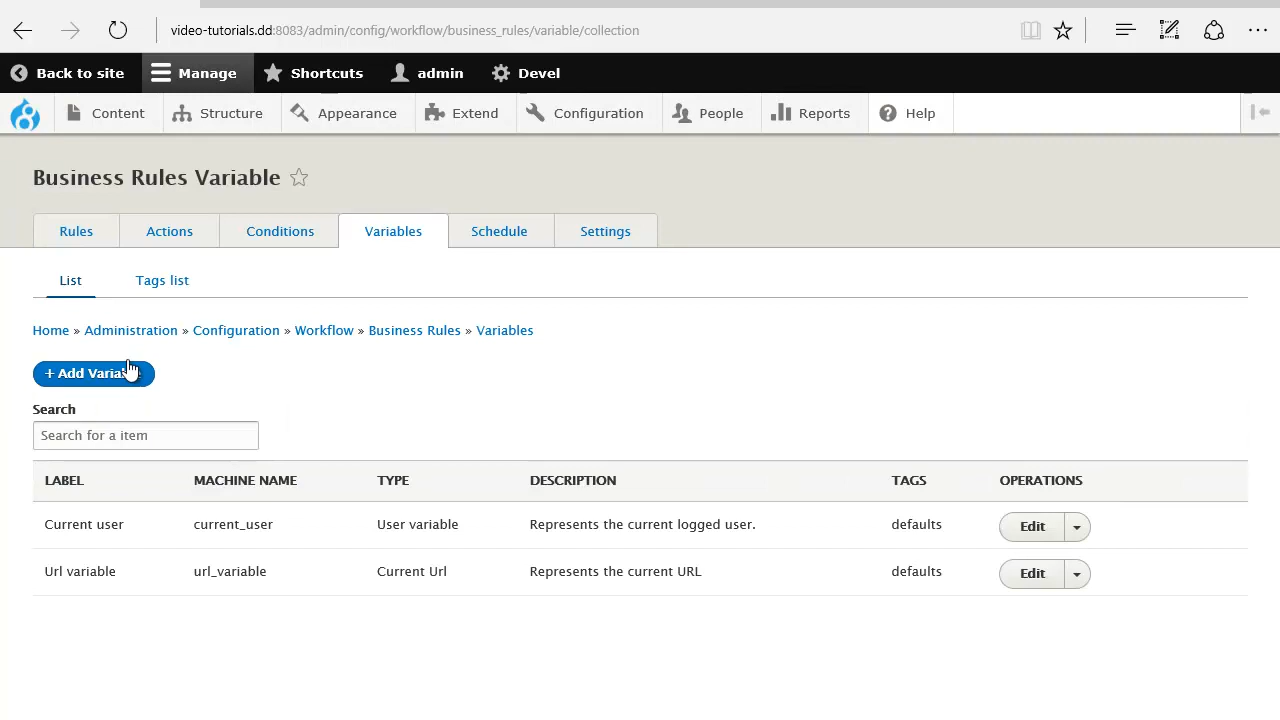 video-tutorials.dd:8083/admin/config/workflow/business_rules/variable/collection
Back to site Manage Shortcuts admin Devel
Content Structure Appearance Extend Configuration People Reports Help
Business Rules Variable
Rules Actions Conditions Variables Schedule Settings
List Tags list
Home » Administration » Configuration » Workflow » Business Rules » Variables
+ Add
Search
Search for a item
LABEL MACHINE NAME TYPE DESCRIPTION TAGS OPERATIONS
Current user current_user User variable Represents the current logged user. defaults Edit
Url variable url_variable Current Url Represents the current URL defaults Edit